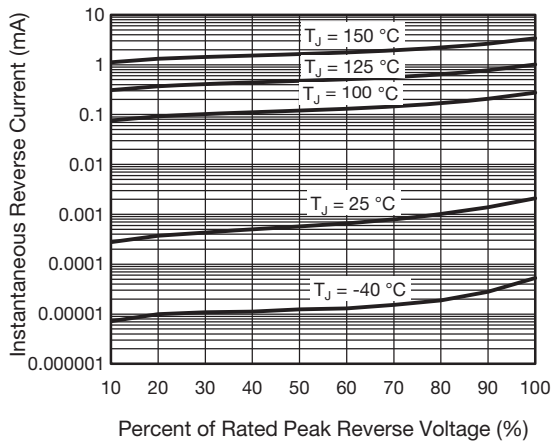 Instantaneous Reverse Current (mA)
10
1
0.1
0.01
0.001
0.0001
0.00001
0.000001
T_J = 150 °C
T_J = 125 °C
T_J = 100 °C
T_J = 25 °C
T_J = -40 °C
10 20 30 40 50 60 70 80 90 100
Percent of Rated Peak Reverse Voltage (%)